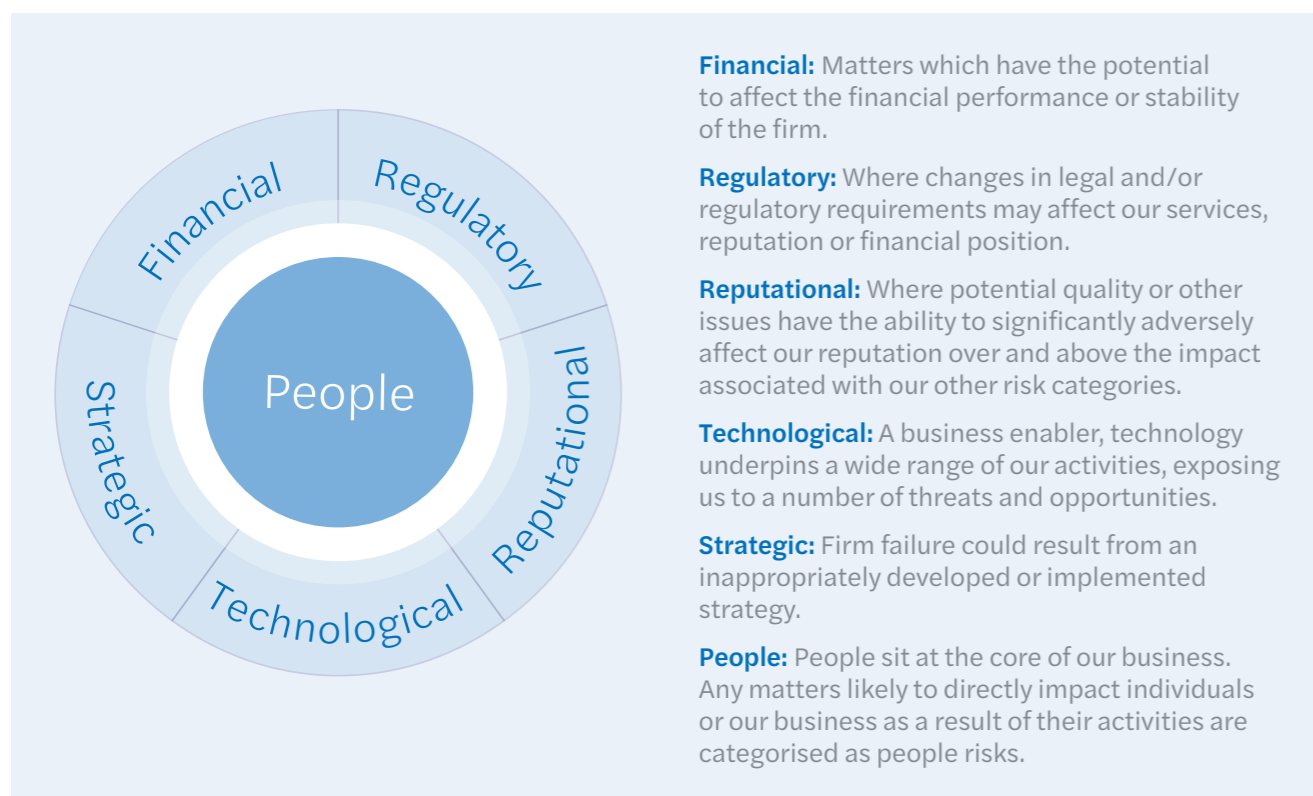 Financial
Regulatory
Reputational
Technological
Strategic
People
Financial: Matters which have the potential
to affect the financial performance or stability
of the firm.
Regulatory: Where changes in legal and/or
regulatory requirements may affect our services,
reputation or financial position.
Reputational: Where potential quality or other
issues have the ability to significantly adversely
affect our reputation over and above the impact
associated with our other risk categories.
Technological: A business enabler, technology
underpins a wide range of our activities, exposing
us to a number of threats and opportunities.
Strategic: Firm failure could result from an
inappropriately developed or implemented
strategy.
People: People sit at the core of our business.
Any matters likely to directly impact individuals
or our business as a result of their activities are
categorised as people risks.